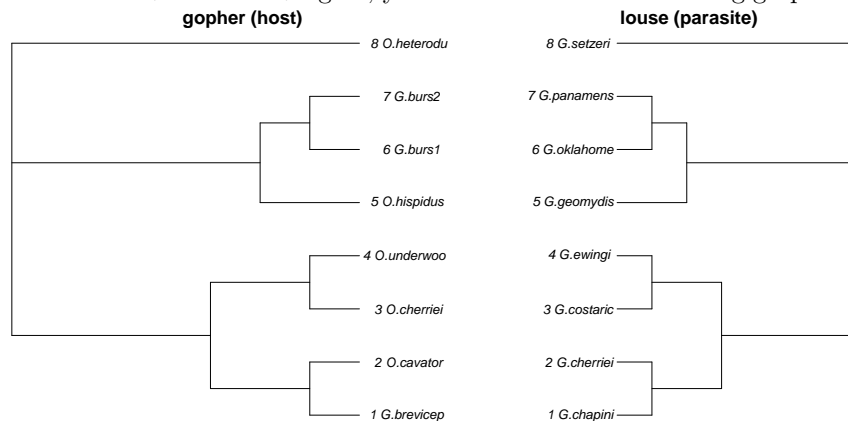 gopher (host)
louse (parasite)
8 O.heterodu
8 G.setzeri
7 G.burs2
7 G.panamens
6 G.burs1
6 G.oklahome
5 O.hispidus
5 G.geomydis
4 O.underwoo
4 G.ewingi
3 O.cherriei
3 G.costaric
2 O.cavator
2 G.cherriei
1 G.brevicep
1 G.chapini